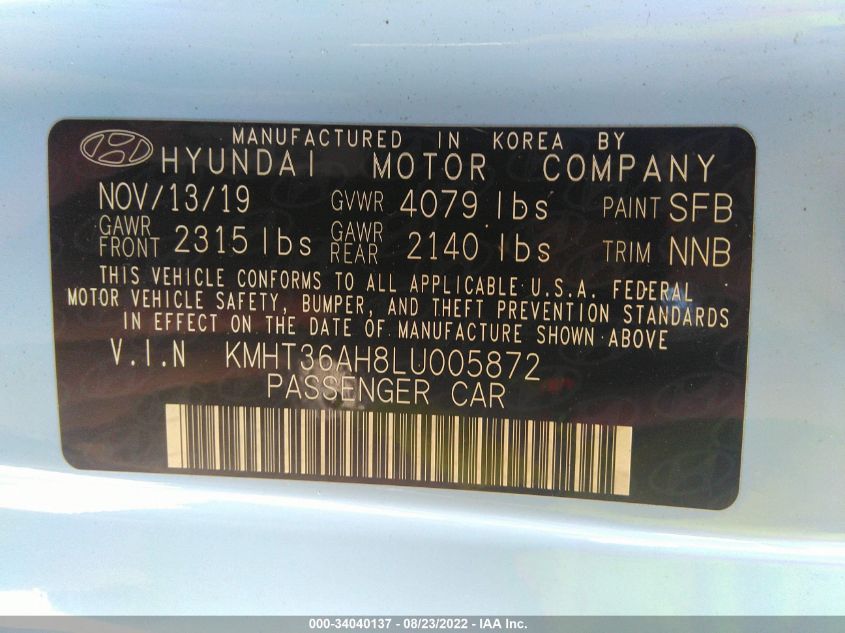 MANUFACTURED IN KOREA BY
HYUNDAI MOTOR COMPANY
NOV/13/19 GVWR 4079 lbs PAINT SFB
GAWR FRONT 2315 lbs GAWR REAR 2140 lbs TRIM NNB
THIS VEHICLE CONFORMS TO ALL APPLICABLE U.S.A. FEDERAL
MOTOR VEHICLE SAFETY, BUMPER, AND THEFT PREVENTION STANDARDS
IN EFFECT ON THE DATE OF MANUFACTURE SHOWN ABOVE
V.I.N KMHT36AH8LU005872
PASSENGER CAR
000-34040137 - 08/23/2022 - COPART.COM